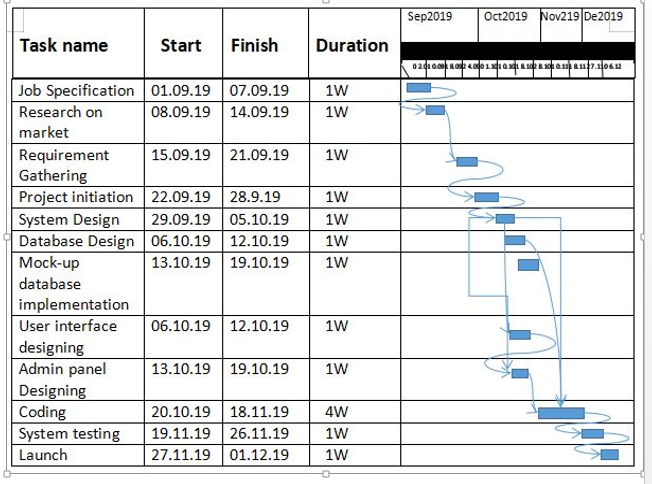 Sep2019 Oct2019 Nov219 De2019
Task name Start Finish Duration
Job Specification 01.09.19 07.09.19 1W
Research on 08.09.19 14.09.19 1W
market
Requirement 15.09.19 21.09.19 1W
Gathering
Project initiation 22.09.19 28.9.19 1W
System Design 29.09.19 05.10.19 1W
Database Design 06.10.19 12.10.19 1W
Mock-up 13.10.19 19.10.19 1W
database
implementation
User interface 06.10.19 12.10.19 1W
designing
Admin panel 13.10.19 19.10.19 1W
Designing
Coding 20.10.19 18.11.19 4W
System testing 19.11.19 26.11.19 1W
Launch 27.11.19 01.12.19 1W